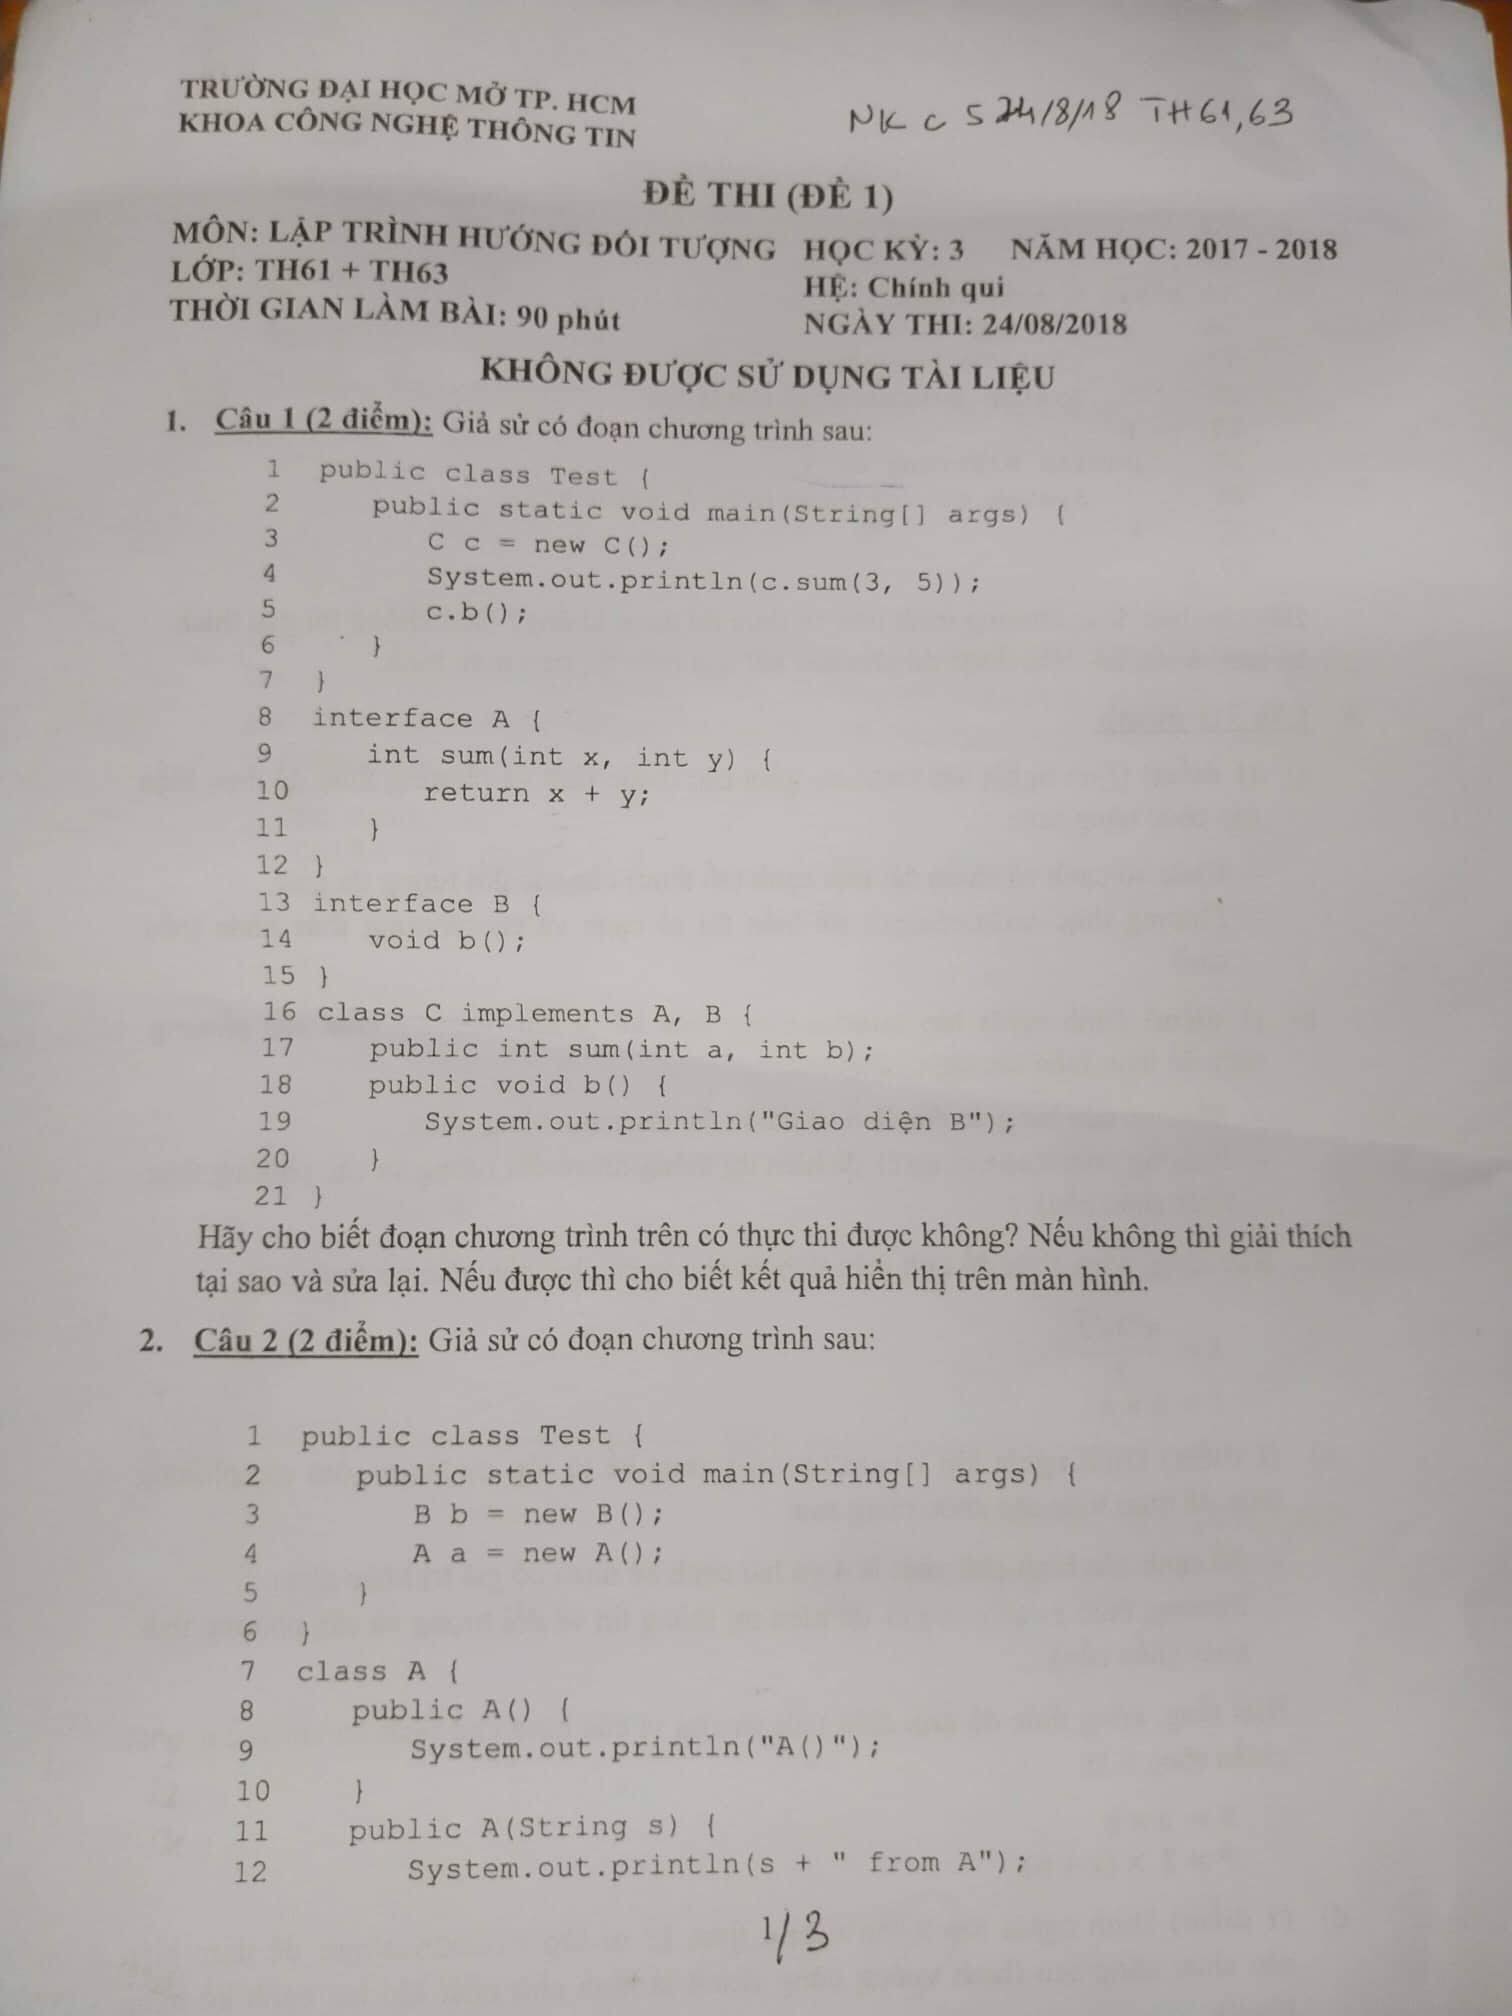 TRƯỜNG ĐẠI HỌC MỞ TP. HCM
KHOA CÔNG NGHỆ THÔNG TIN
NK C 5 24/8/18 TH61,63
ĐỀ THI (ĐỀ 1)
MÔN: LẬP TRÌNH HƯỚNG ĐỐI TƯỢNG HỌC KỲ: 3 NĂM HỌC: 2017 - 2018
LỚP: TH61 + TH63
HỆ: Chính qui
THỜI GIAN LÀM BÀI: 90 phút
NGÀY THI: 24/08/2018
KHÔNG ĐƯỢC SỬ DỤNG TÀI LIỆU
1. Câu 1 (2 điểm): Giả sử có đoạn chương trình sau:
1 public class Test {
2 public static void main(String[] args) {
3 C c = new C();
4 System.out.println(c.sum(3, 5));
5 c.b();
6 }
7 }
8 interface A {
9 int sum(int x, int y) {
10 return x + y;
11 }
12 }
13 interface B {
14 void b();
15 }
16 class C implements A, B {
17 public int sum(int a, int b);
18 public void b() {
19 System.out.println("Giao diện B");
20 }
21 }
Hãy cho biết đoạn chương trình trên có thực thi được không? Nếu không thì giải thích
tại sao và sửa lại. Nếu được thì cho biết kết quả hiển thị trên màn hình.
2. Câu 2 (2 điểm): Giả sử có đoạn chương trình sau:
1 public class Test {
2 public static void main(String[] args) {
3 B b = new B();
4 A a = new A();
5 }
6 }
7 class A {
8 public A() {
9 System.out.println("A()");
10 }
11 public A(String s) {
12 System.out.println(s + " from A");
1/3